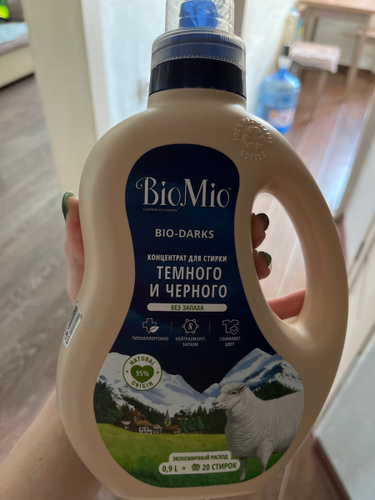 BioMio
BIO-DARKS
КОНЦЕНТРАТ ДЛЯ СТИРКИ
ТЕМНОГО
И ЧЕРНОГО
БЕЗ ЗАПАХА
ГИПОАЛЛЕРГЕННО
НЕЙТРАЛИЗУЕТ
ЗАПАХИ
СОХРАНЯЕТ
ЦВЕТ
NATURAL
95%
ORIGIN
ЭКОНОМИЧНЫЙ РАСХОД
0,9 L = 20 СТИРОК